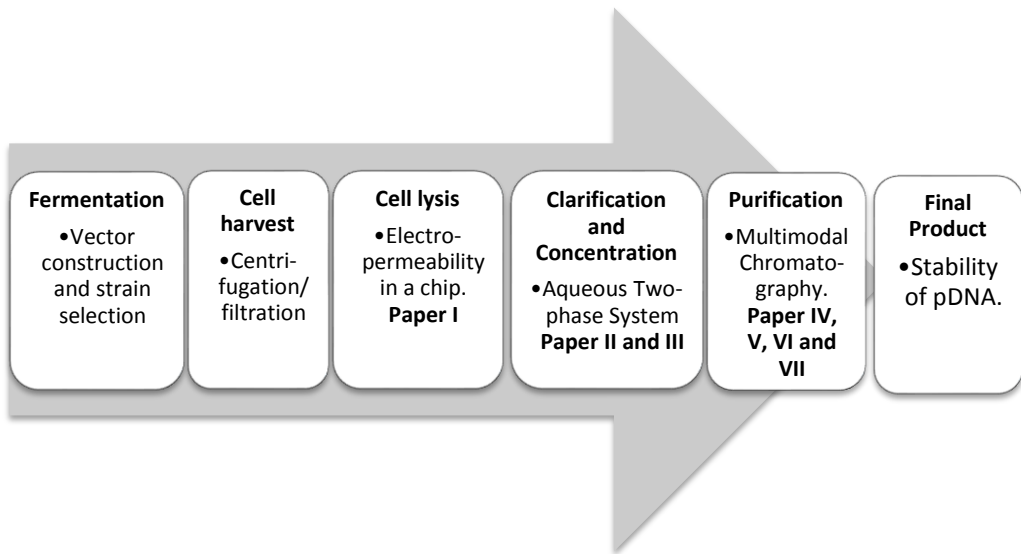 Fermentation
•Vector
construction
and strain
selection
Cell
harvest
•Centri-
fugation/
filtration
Cell lysis
•Electro-
permeability
in a chip.
Paper I
Clarification
and
Concentration
•Aqueous Two-
phase System
Paper II and III
Purification
•Multimodal
Chromato-
graphy.
Paper IV,
V, VI and
VII
Final
Product
•Stability
of pDNA.